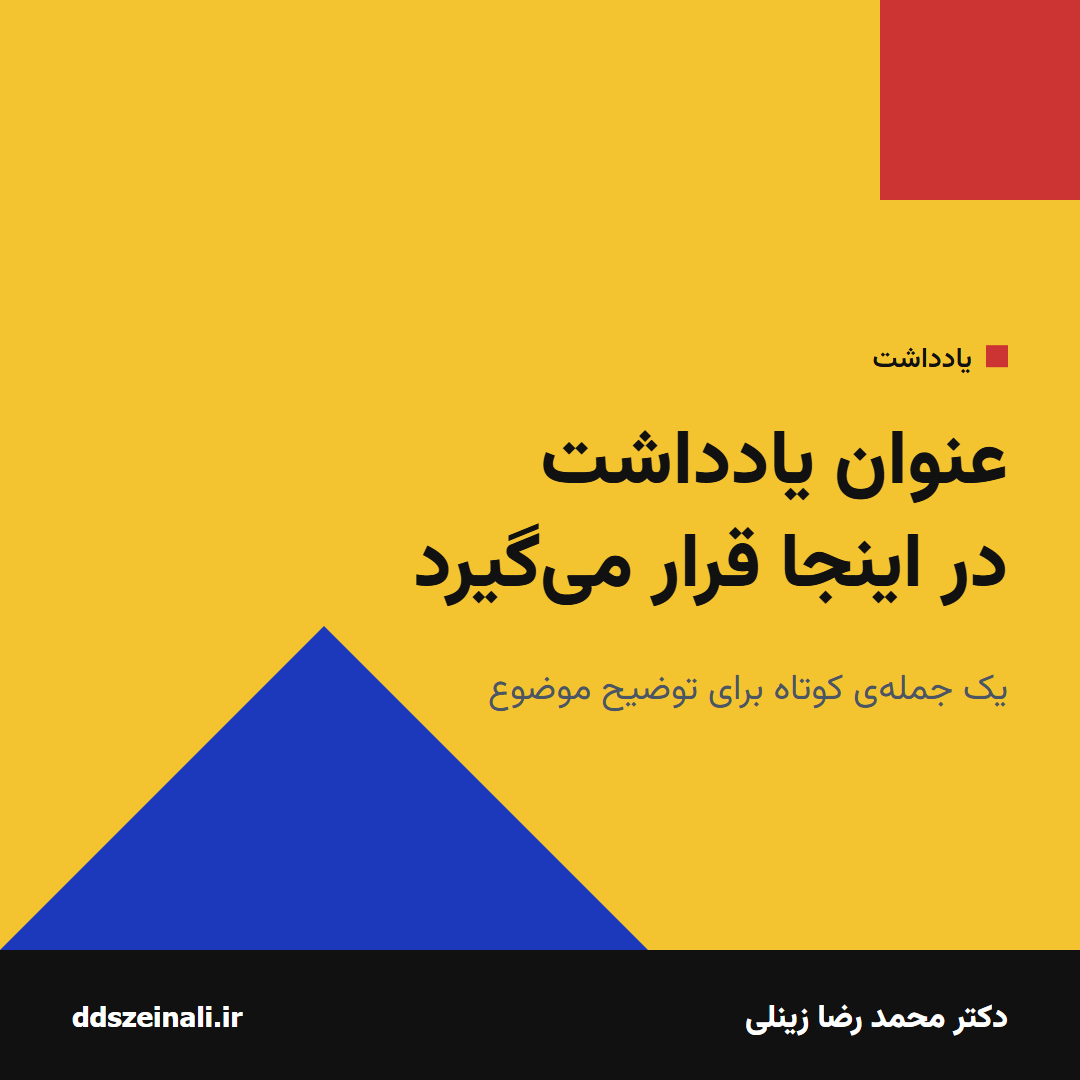 یادداشت
عنوان یادداشت
در اینجا قرار می‌گیرد
یک جمله‌ی کوتاه برای توضیح موضوع
دکتر محمد رضا زینلی
ddszeinali.ir